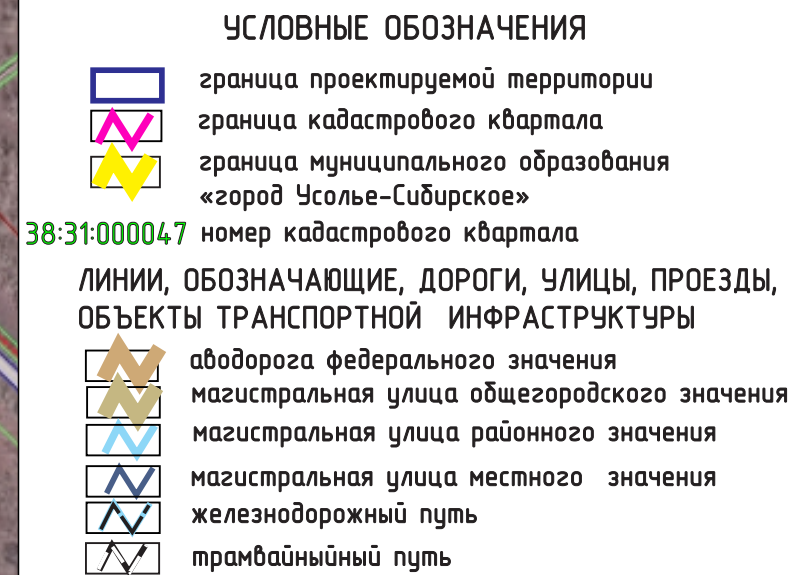 УСЛОВНЫЕ ОБОЗНАЧЕНИЯ
граница проектируемой территории
граница кадастрового квартала
граница муниципального образования
«город Усолье-Сибирское»
38:31:000047 номер кадастрового квартала
ЛИНИИ, ОБОЗНАЧАЮЩИЕ, ДОРОГИ, УЛИЦЫ, ПРОЕЗДЫ,
ОБЪЕКТЫ ТРАНСПОРТНОЙ ИНФРАСТРУКТУРЫ
аводорога федерального значения
магистральная улица общегородского значения
магистральная улица районного значения
магистральная улица местного значения
железнодорожный путь
трамвайныйный путь